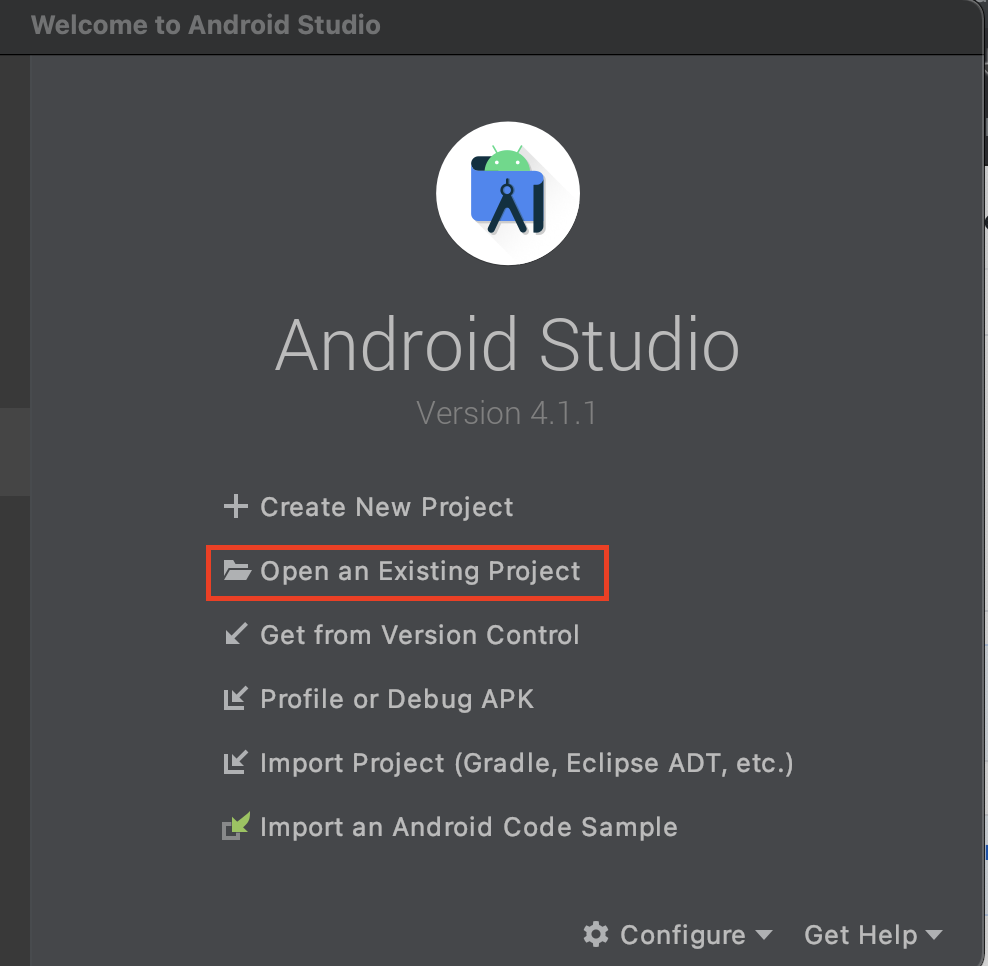 Welcome to Android Studio
Android Studio
Version 4.1.1
Create New Project
Open an Existing Project
Get from Version Control
Profile or Debug APK
Import Project (Gradle, Eclipse ADT, etc.)
Import an Android Code Sample
Configure
Get Help